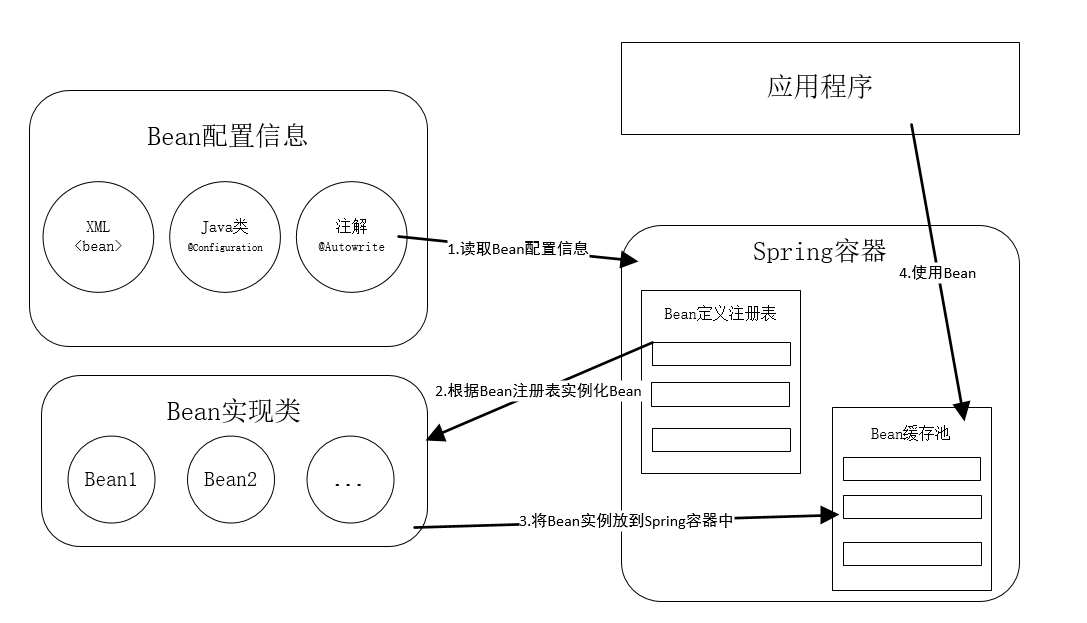 应用程序
Bean配置信息
XML
<bean>
Java类
@Configuration
注解
@Autowrite
1.读取Bean配置信息
Spring容器
4.使用Bean
Bean定义注册表
2.根据Bean注册表实例化Bean
Bean实现类
Bean1
Bean2
...
Bean缓存池
3.将Bean实例放到Spring容器中